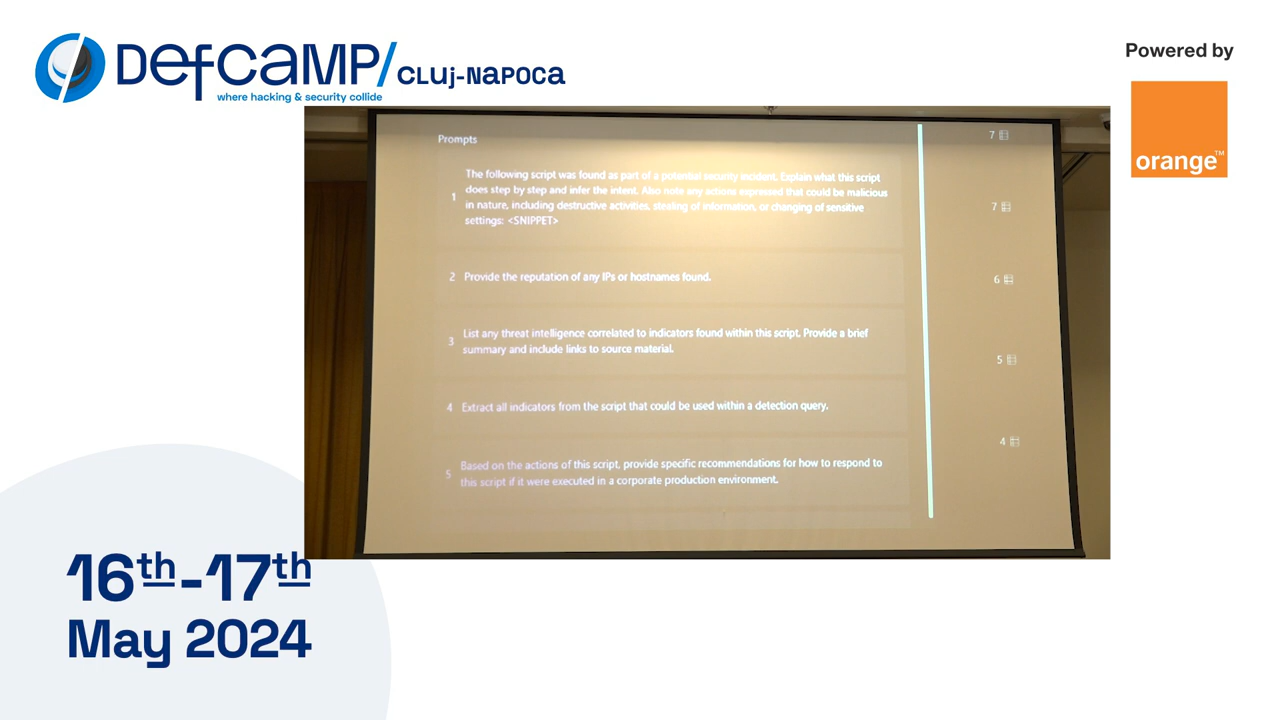 DefCaMP/CLUj-NaPOCa
where hacking & security collide
Powered by
orange™
Prompts
1
The following script was found as part of a potential security incident. Explain what this script
does step by step and infer the intent. Also note any actions expressed that could be malicious
in nature, including destructive activities, stealing of information, or changing of sensitive
settings: <SNIPPET>
2 Provide the reputation of any IPs or hostnames found.
3
List any threat intelligence correlated to indicators found within this script. Provide a brief
summary and include links to source material.
4 Extract all indicators from the script that could be used within a detection query.
5
Based on the actions of this script, provide specific recommendations for how to respond to
this script if it were executed in a corporate production environment.
7
7
6
5
4
16th-17th
May 2024